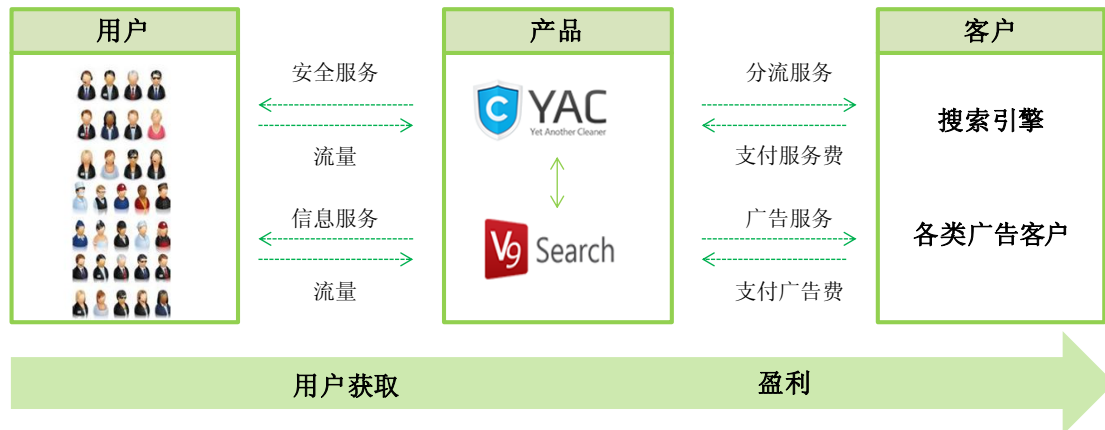 用户
产品
客户
安全服务
流量
信息服务
流量
YAC
Yet Another Cleaner
V9 Search
分流服务
支付服务费
广告服务
支付广告费
搜索引擎
各类广告客户
用户获取
盈利